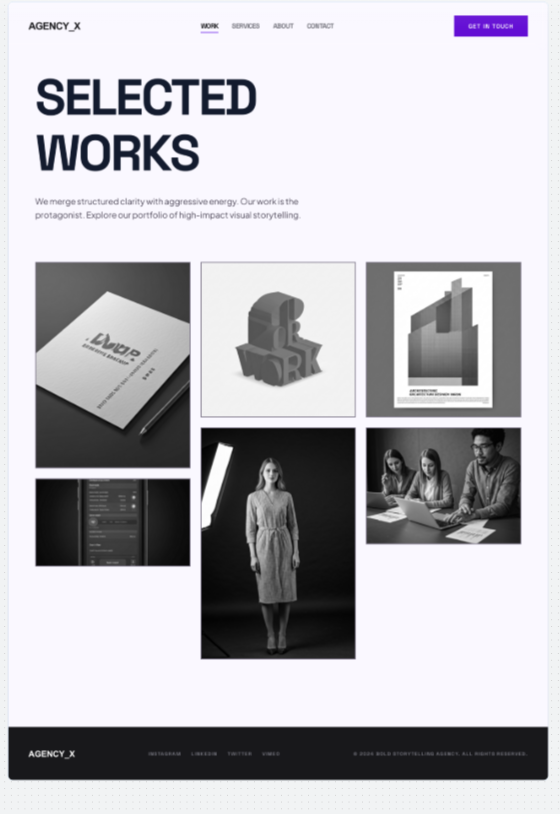 AGENCY_X
WORK SERVICES ABOUT CONTACT
GET IN TOUCH
SELECTED
WORKS
We merge structured clarity with aggressive energy. Our work is the
protagonist. Explore our portfolio of high-impact visual storytelling.
WORK
AGENCY_X
INSTAGRAM LINKEDIN TWITTER VIMEO
© 2024 BOLD STORYTELLING AGENCY. ALL RIGHTS RESERVED.